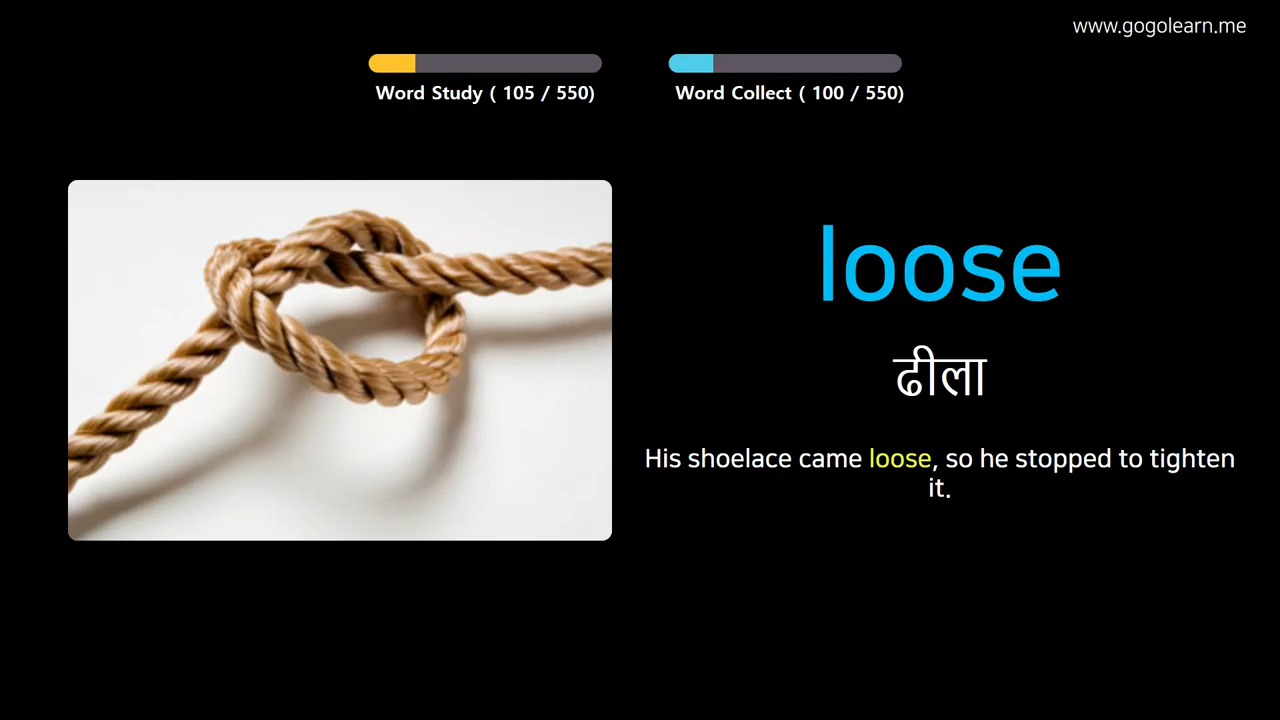 www.gogolearn.me
Word Study ( 105 / 550)
Word Collect ( 100 / 550)
loose
ढीला
His shoelace came loose, so he stopped to tighten
it.